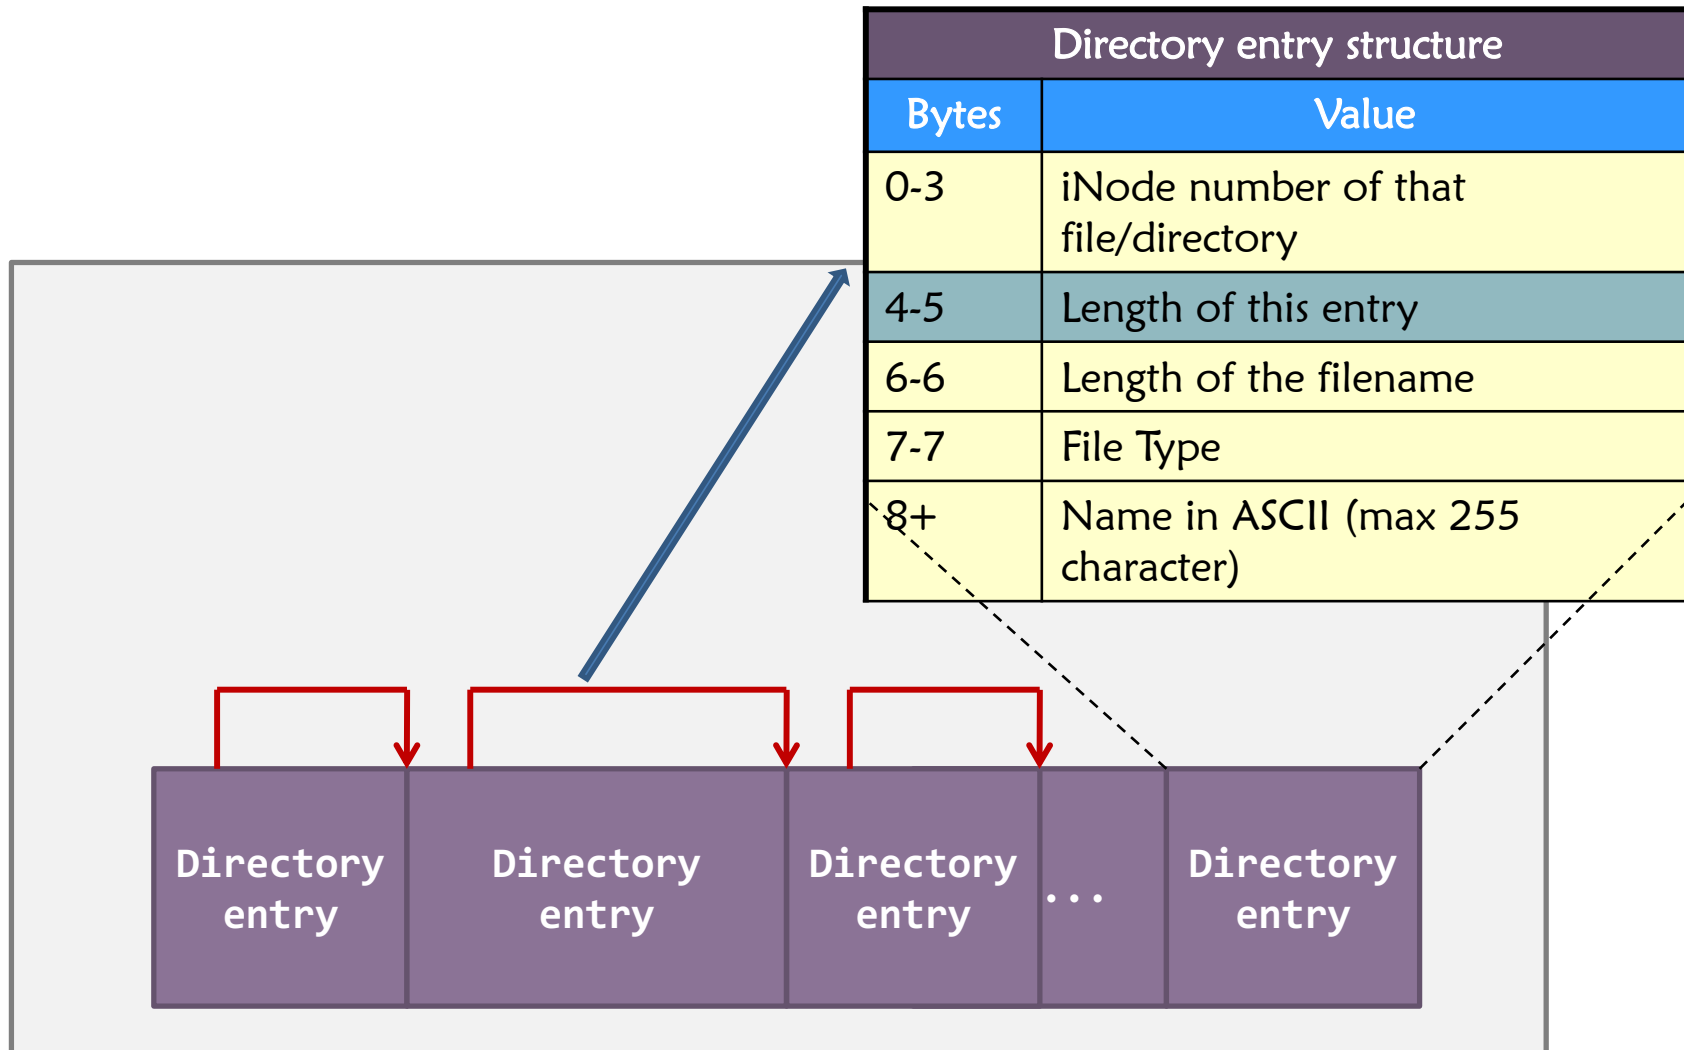 Directory entry structure
Bytes Value
0-3 iNode number of that
file/directory
4-5 Length of this entry
6-6 Length of the filename
7-7 File Type
8+ Name in ASCII (max 255
character)
Directory Directory Directory ... Directory
entry entry entry entry